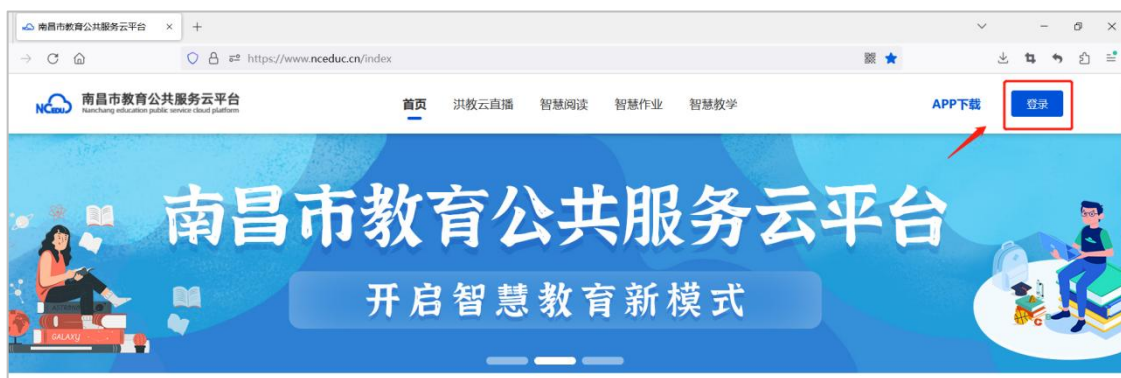 南昌市教育公共服务云平台
https://www.nceduc.cn/index
NCEDU
南昌市教育公共服务云平台
Nanchang education public service cloud platform
首页 洪教云直播 智慧阅读 智慧作业 智慧教学 APP下载 登录
南昌市教育公共服务云平台
开启智慧教育新模式
GALAXY
C